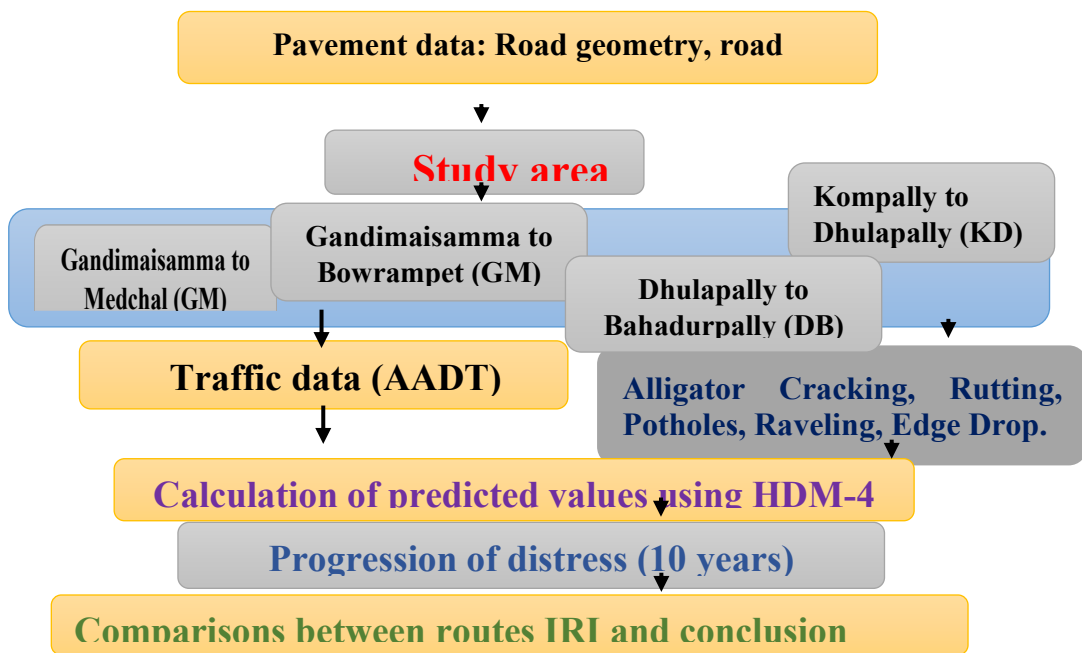 Pavement data: Road geometry, road
Study area
Gandimaisamma to
Medchal (GM)
Gandimaisamma to
Bowrampet (GM)
Dhulapally to
Bahadurpally (DB)
Kompally to
Dhulapally (KD)
Traffic data (AADT)
Alligator Cracking, Rutting,
Potholes, Raveling, Edge Drop.
Calculation of predicted values using HDM-4
Progression of distress (10 years)
Comparisons between routes IRI and conclusion